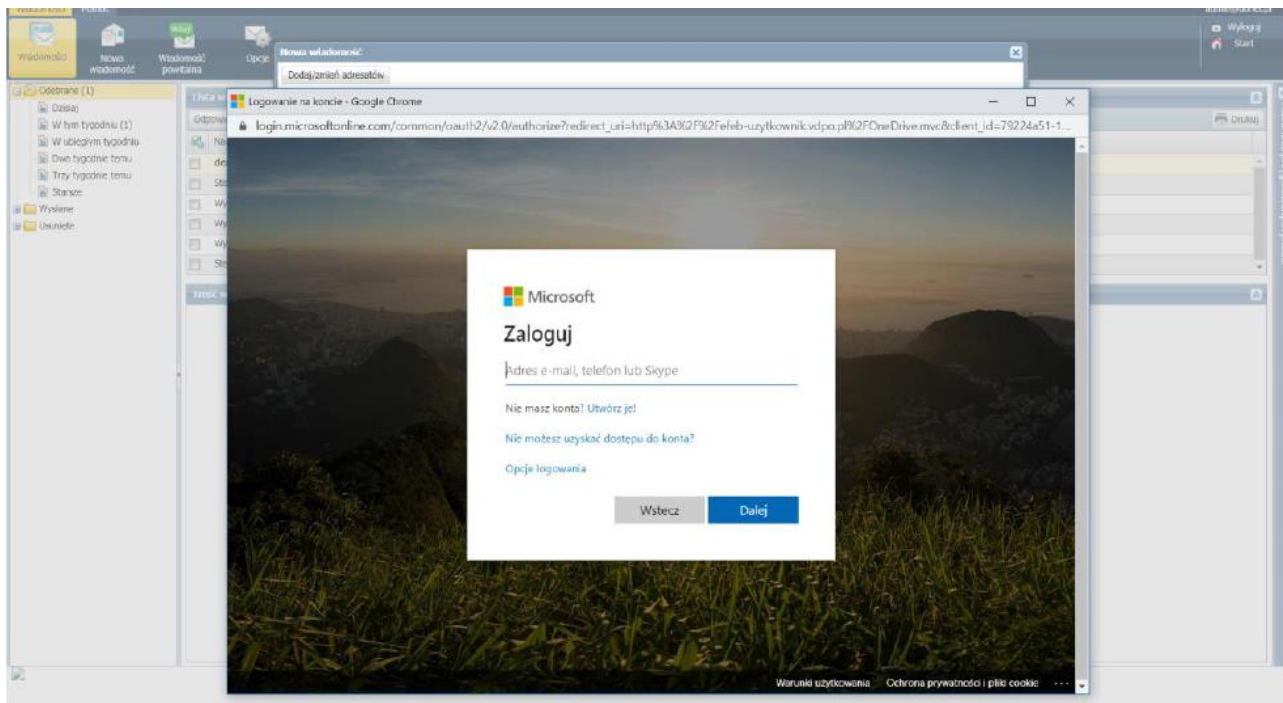 Wiadomości Pomoc
Wiadomości
Nowa
wiadomość
WITAJ
Wiadomość
powitalna
Opcje
Wyloguj
Start
Nowa wiadomość
Dodaj/zmień adresatów
Odebrane (1)
Dzisiaj
W tym tygodniu (1)
W ubiegłym tygodniu
Dwa tygodnie temu
Trzy tygodnie temu
Starsze
Wysłane
Usunięte
Drukuj
Logowanie na koncie - Google Chrome
login.microsoftonline.com/common/oauth2/v2.0/authorize?redirect_uri=http%3A%2F%2Fefeb-uzytkownik.vdpo.pl%2FOneDrive.mvc&client_id=79224a51-1...
Microsoft
Zaloguj
Adres e-mail, telefon lub Skype
Nie masz konta? Utwórz je!
Nie możesz uzyskać dostępu do konta?
Opcje logowania
Wstecz Dalej
Warunki użytkowania Ochrona prywatności i pliki cookie ...